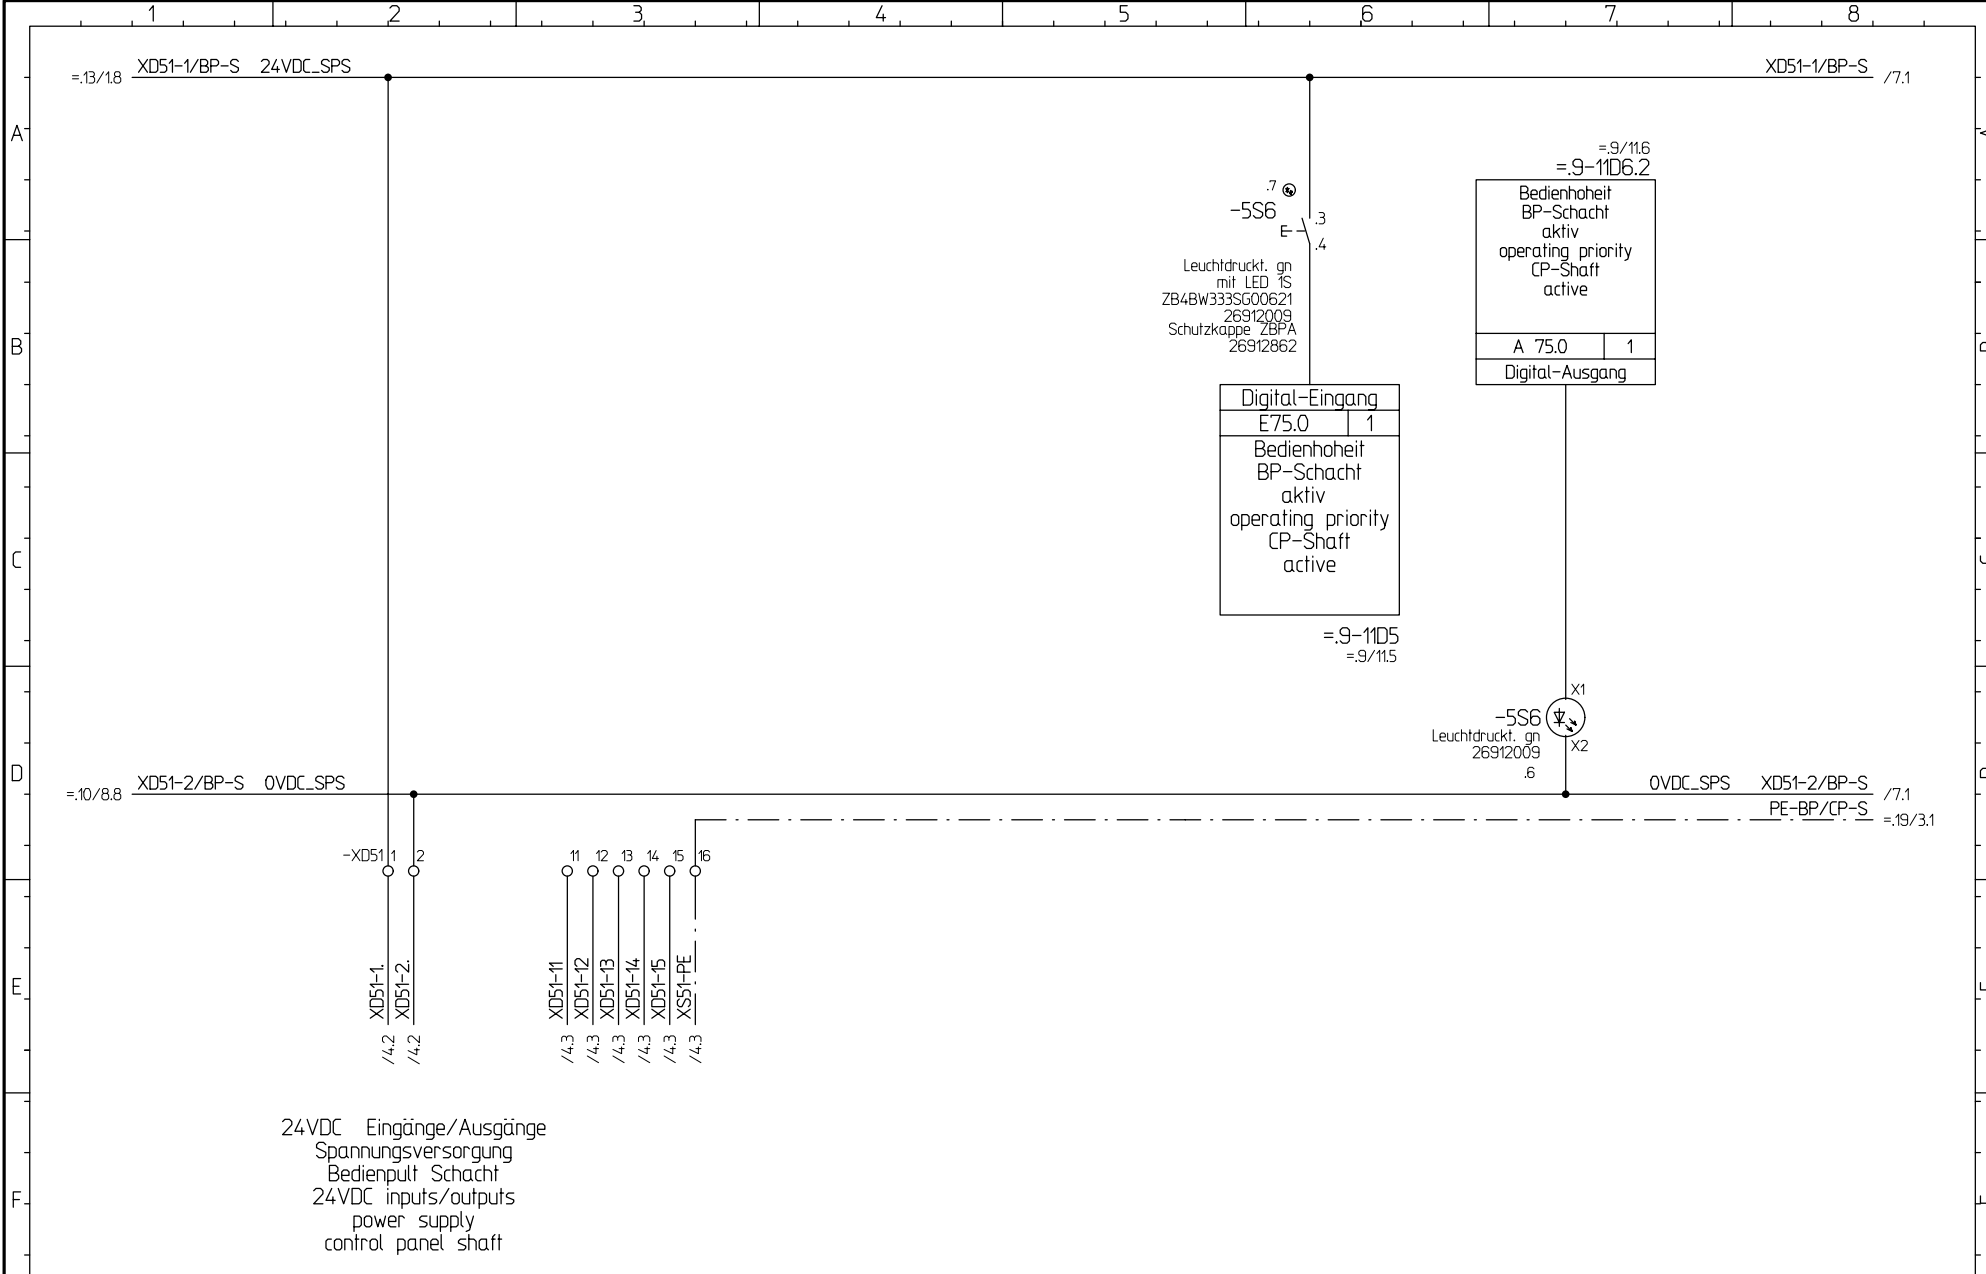 1 2 3 4 5 6 7 8
=.13/1.8 XD51-1/BP-S 24VDC_SPS XD51-1/BP-S /7.1
A
=.9/11.6
=.9-11D6.2
Bedienhoheit
BP-Schacht
aktiv
operating priority
CP-Shaft
active
A 75.0 1
Digital-Ausgang
.7
-5S6
.3
.4
Leuchtdruckt. gn
mit LED 1S
ZB4BW333SG00621
26912009
Schutzkappe ZBPA
26912862
B
Digital-Eingang
E75.0 1
Bedienhoheit
BP-Schacht
aktiv
operating priority
CP-Shaft
active
=.9-11D5
=.9/11.5
C
X1
-5S6
Leuchtdruckt. gn
26912009
X2
.6
D
=.10/8.8 XD51-2/BP-S 0VDC_SPS 0VDC_SPS XD51-2/BP-S /7.1
PE-BP/CP-S =.19/3.1
-XD51 1 2 11 12 13 14 15 16
XD51-1.
XD51-2.
XD51-11
XD51-12
XD51-13
XD51-14
XD51-15
XS51-PE
/4.2
/4.2
/4.3
/4.3
/4.3
/4.3
/4.3
/4.3
E
24VDC Eingänge/Ausgänge
Spannungsversorgung
Bedienpult Schacht
24VDC inputs/outputs
power supply
control panel shaft
F